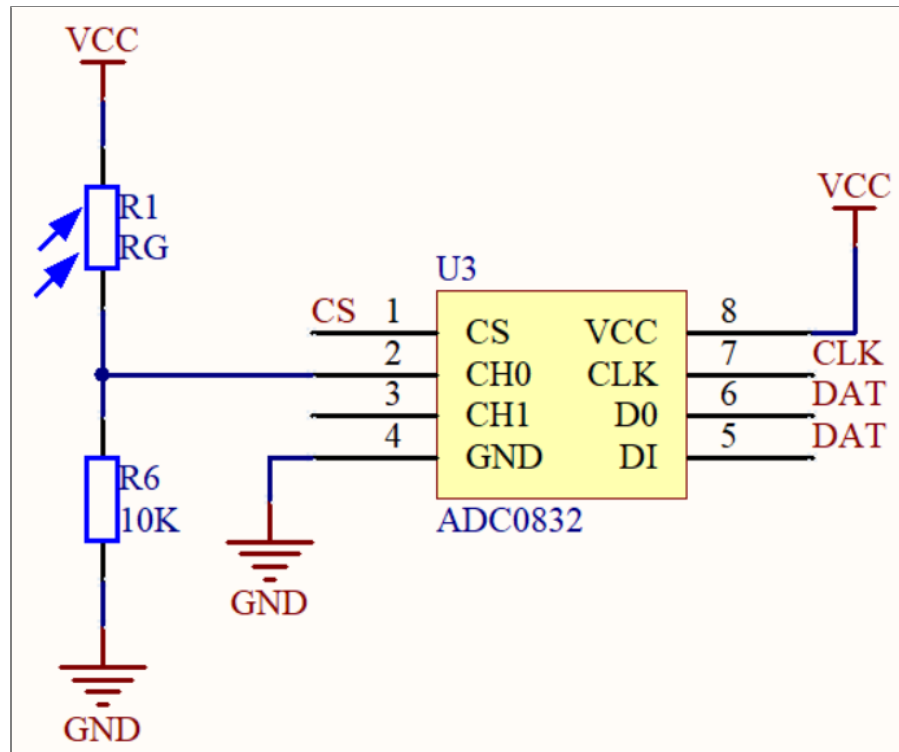 VCC
R1
RG
R6
10K
GND
U3
CS 1 CS VCC 8 VCC
2 CH0 CLK 7 CLK
3 CH1 D0 6 DAT
4 GND DI 5 DAT
ADC0832
GND